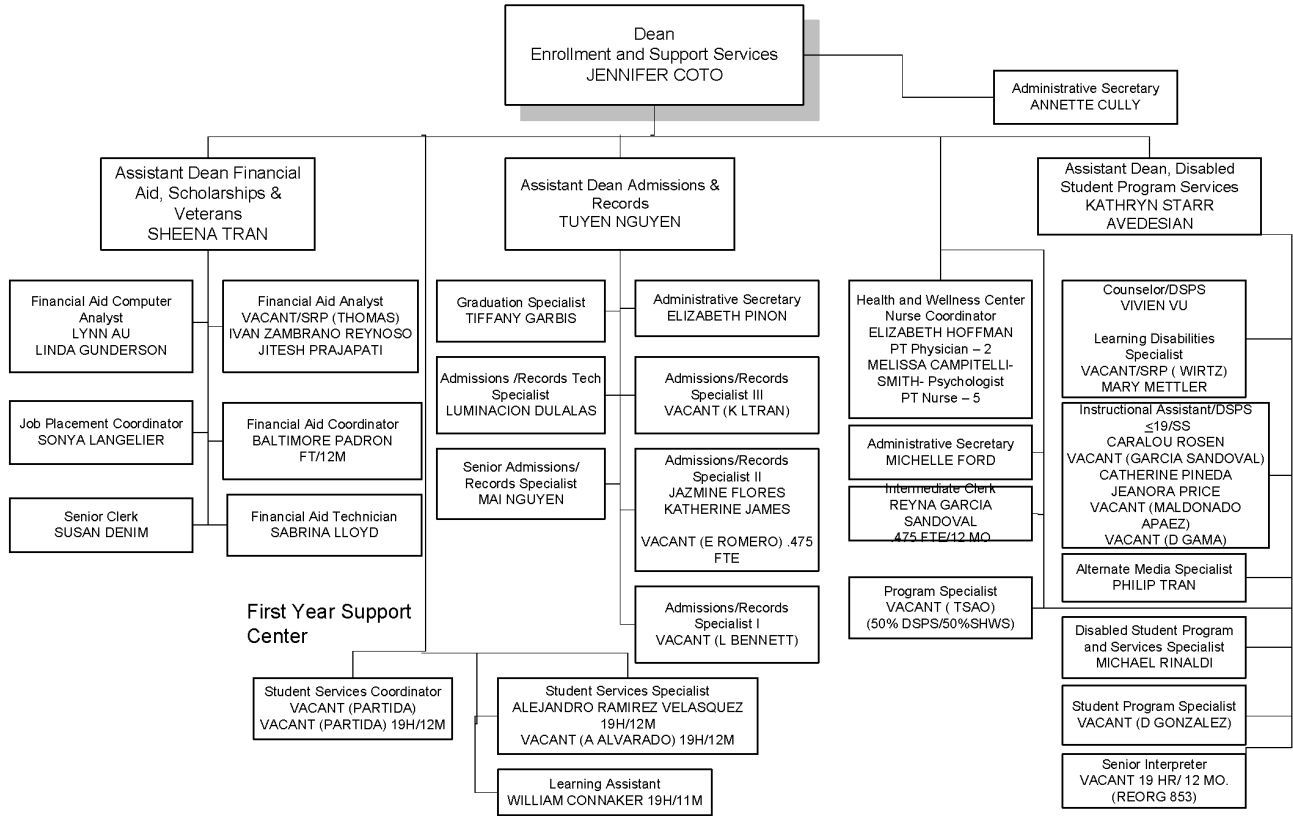 Dean
Enrollment and Support Services
JENNIFER COTO
Administrative Secretary
ANNETTE CULLY
Assistant Dean Financial
Aid, Scholarships &
Veterans
SHEENA TRAN
Assistant Dean Admissions &
Records
TUYEN NGUYEN
Assistant Dean, Disabled
Student Program Services
KATHRYN STARR
AVEDESIAN
Financial Aid Computer
Analyst
LYNN AU
LINDA GUNDERSON
Financial Aid Analyst
VACANT/SRP (THOMAS)
IVAN ZAMBRANO REYNOSO
JITESH PRAJAPATI
Job Placement Coordinator
SONYA LANGELIER
Financial Aid Coordinator
BALTIMORE PADRON
FT/12M
Senior Clerk
SUSAN DENIM
Financial Aid Technician
SABRINA LLOYD
Graduation Specialist
TIFFANY GARBIS
Administrative Secretary
ELIZABETH PINON
Admissions /Records Tech
Specialist
LUMINACION DULALAS
Admissions/Records
Specialist III
VACANT (K LTRAN)
Senior Admissions/
Records Specialist
MAI NGUYEN
Admissions/Records
Specialist II
JAZMINE FLORES
KATHERINE JAMES
VACANT (E ROMERO) .475
FTE
Admissions/Records
Specialist I
VACANT (L BENNETT)
Health and Wellness Center
Nurse Coordinator
ELIZABETH HOFFMAN
PT Physician – 2
MELISSA CAMPITELLI-
SMITH- Psychologist
PT Nurse – 5
Administrative Secretary
MICHELLE FORD
Intermediate Clerk
REYNA GARCIA
SANDOVAL
.475 FTE/12 MO
Program Specialist
VACANT ( TSAO)
(50% DSPS/50%SHWS)
Counselor/DSPS
VIVIEN VU
Learning Disabilities
Specialist
VACANT/SRP ( WIRTZ)
MARY METTLER
Instructional Assistant/DSPS
≤19/SS
CARALOU ROSEN
VACANT (GARCIA SANDOVAL)
CATHERINE PINEDA
JEANORA PRICE
VACANT (MALDONADO
APAEZ)
VACANT (D GAMA)
Alternate Media Specialist
PHILIP TRAN
Disabled Student Program
and Services Specialist
MICHAEL RINALDI
Student Program Specialist
VACANT (D GONZALEZ)
Senior Interpreter
VACANT 19 HR/ 12 MO.
(REORG 853)
First Year Support
Center
Student Services Coordinator
VACANT (PARTIDA)
VACANT (PARTIDA) 19H/12M
Student Services Specialist
ALEJANDRO RAMIREZ VELASQUEZ
19H/12M
VACANT (A ALVARADO) 19H/12M
Learning Assistant
WILLIAM CONNAKER 19H/11M